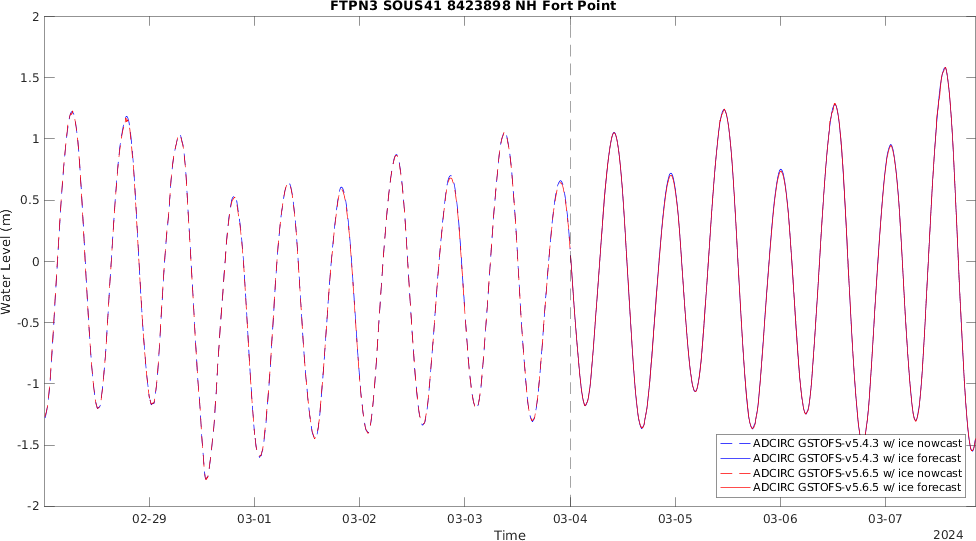 FTPN3 SOUS41 8423898 NH Fort Point
2
1.5
1
0.5
0
-0.5
-1
-1.5
-2
Water Level (m)
ADCIRC GSTOFS-v5.4.3 w/ ice nowcast
ADCIRC GSTOFS-v5.4.3 w/ ice forecast
ADCIRC GSTOFS-v5.6.5 w/ ice nowcast
ADCIRC GSTOFS-v5.6.5 w/ ice forecast
02-29 03-01 03-02 03-03 03-04 03-05 03-06 03-07
Time
2024